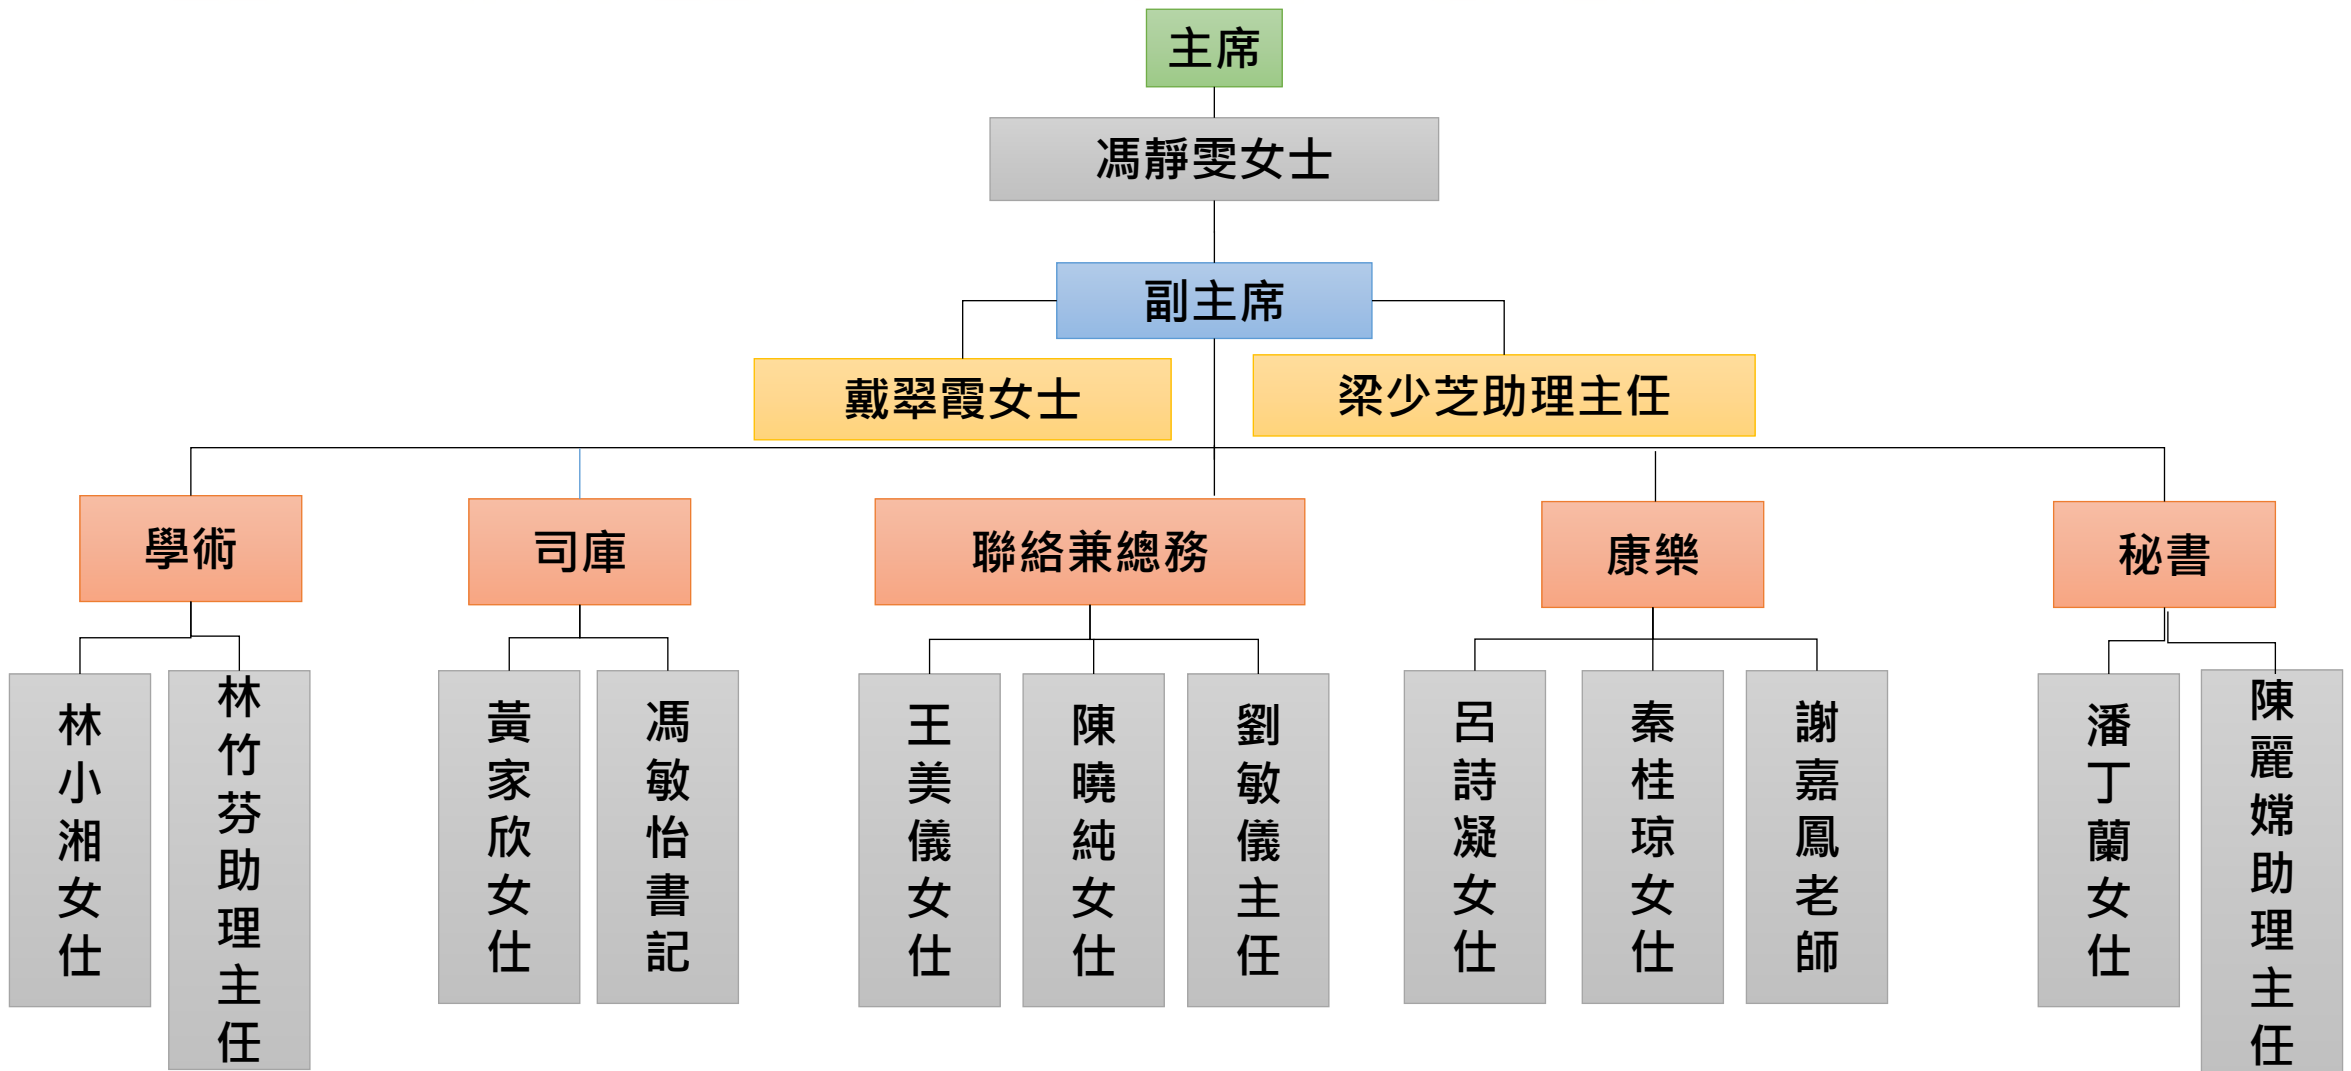 主席
馮靜雯女士
副主席
戴翠霞女士
梁少芝助理主任
學術
司庫
聯絡兼總務
康樂
秘書
林小湘女仕
林竹芬助理主任
黃家欣女仕
馮敏怡書記
王美儀女仕
陳曉純女仕
劉敏儀主任
呂詩凝女仕
秦桂琼女仕
謝嘉鳳老師
潘丁蘭女仕
陳麗嫦助理主任